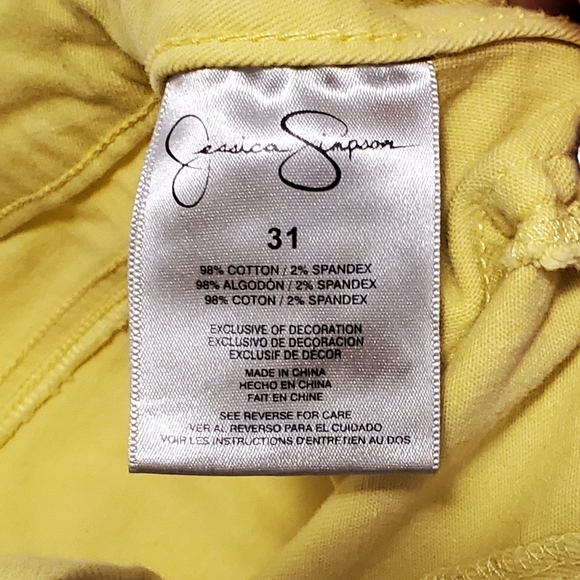 Jessica Simpson
31
98% COTTON / 2% SPANDEX
98% ALGODÓN / 2% SPANDEX
98% COTON / 2% SPANDEX
EXCLUSIVE OF DECORATION
EXCLUSIVO DE DECORACION
EXCLUSIF DE DÉCOR
MADE IN CHINA
HECHO EN CHINA
FAIT EN CHINE
SEE REVERSE FOR CARE
VER AL REVERSO PARA EL CUIDADO
VOIR LES INSTRUCTIONS D'ENTRETIEN AU DOS